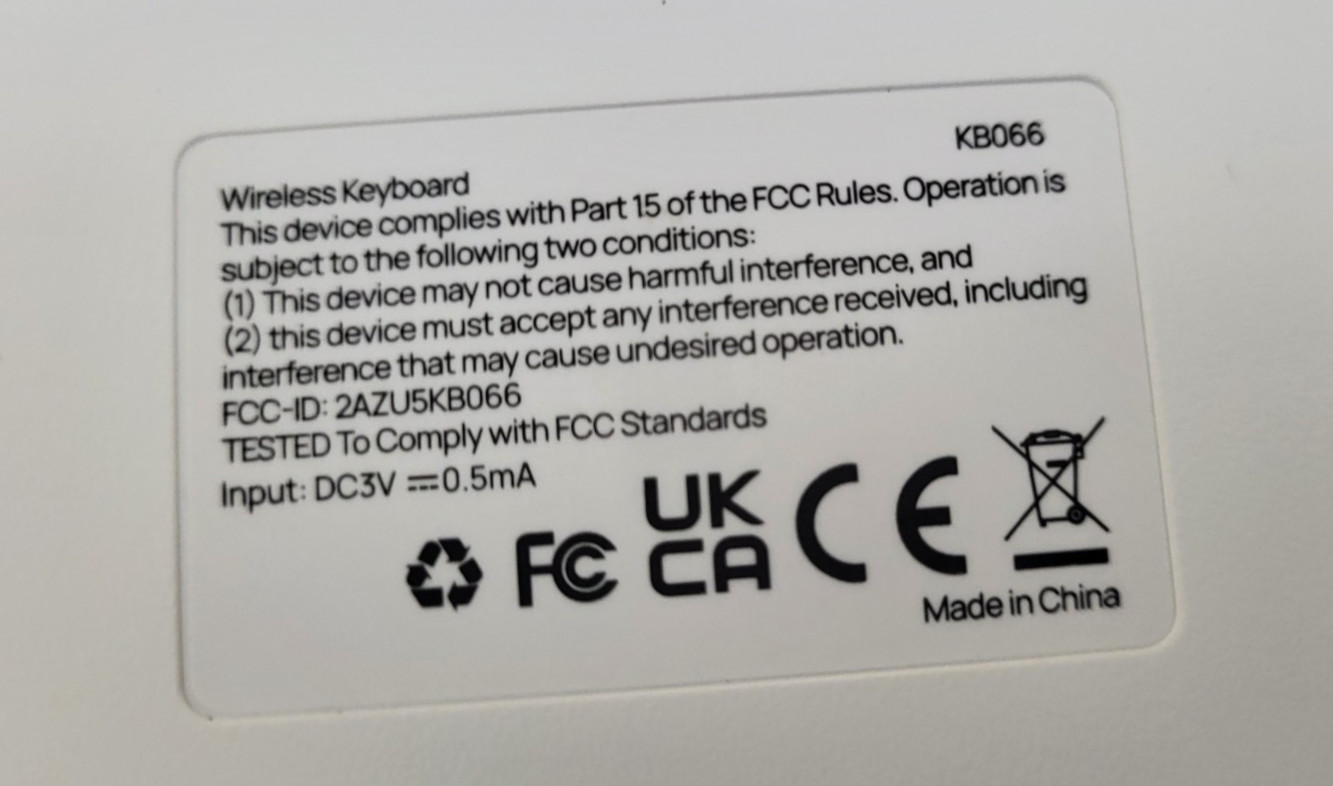 KB066
Wireless Keyboard
This device complies with Part 15 of the FCC Rules. Operation is
subject to the following two conditions:
(1) This device may not cause harmful interference, and
(2) this device must accept any interference received, including
interference that may cause undesired operation.
FCC-ID: 2AZU5KB066
TESTED To Comply with FCC Standards
Input: DC3V ⎓0.5mA
FC UK CA CE
Made in China